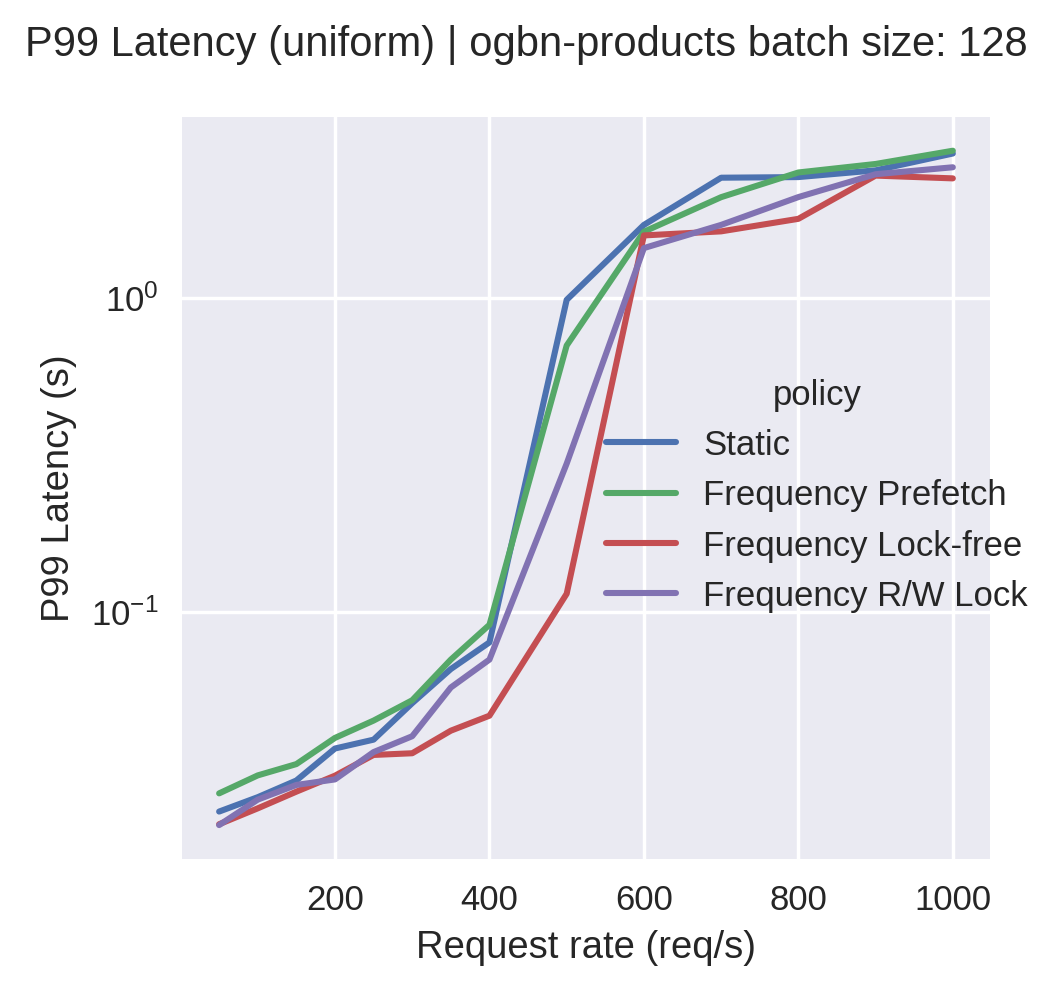 P99 Latency (uniform) | ogbn-products batch size: 128
P99 Latency (s)
10⁰
10⁻¹
policy
Static
Frequency Prefetch
Frequency Lock-free
Frequency R/W Lock
200 400 600 800 1000
Request rate (req/s)